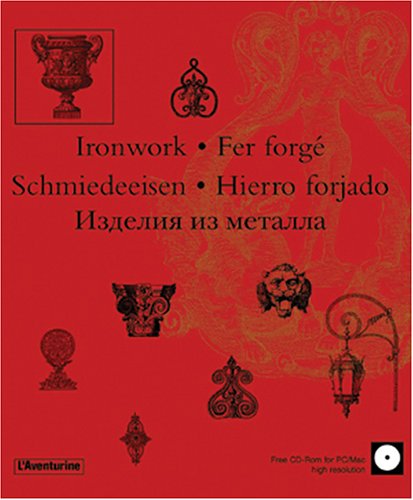 Ironwork • Fer forgé
Schmiedeeisen • Hierro forjado
Изделия из металла
L'Aventurine
Free CD-Rom for PC/Mac
high resolution